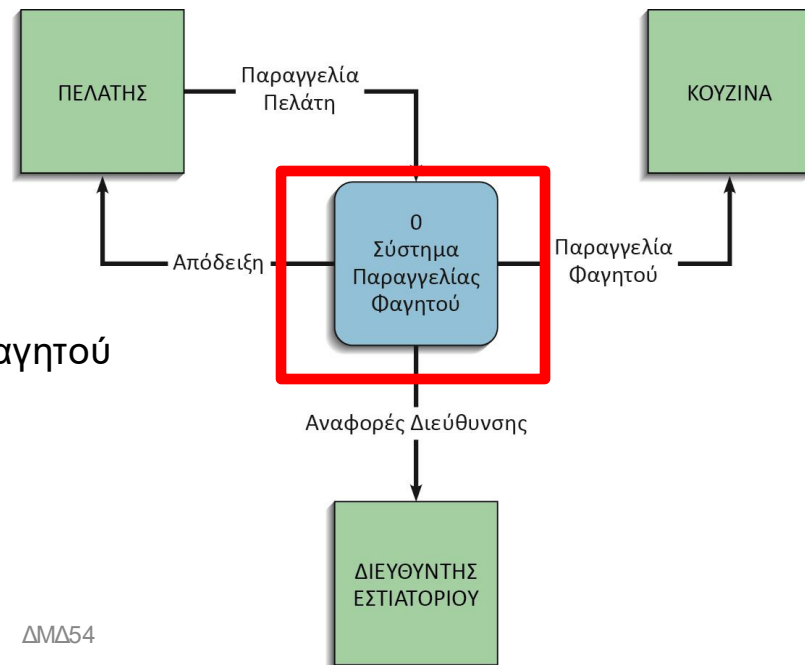 ΠΕΛΑΤΗΣ
Παραγγελία
Πελάτη
ΚΟΥΖΙΝΑ
0
Σύστημα
Παραγγελίας
Φαγητού
Απόδειξη
Παραγγελία
Φαγητού
αγητού
Αναφορές Διεύθυνσης
ΔΙΕΥΘΥΝΤΗΣ
ΕΣΤΙΑΤΟΡΙΟΥ
ΔΜΔ54